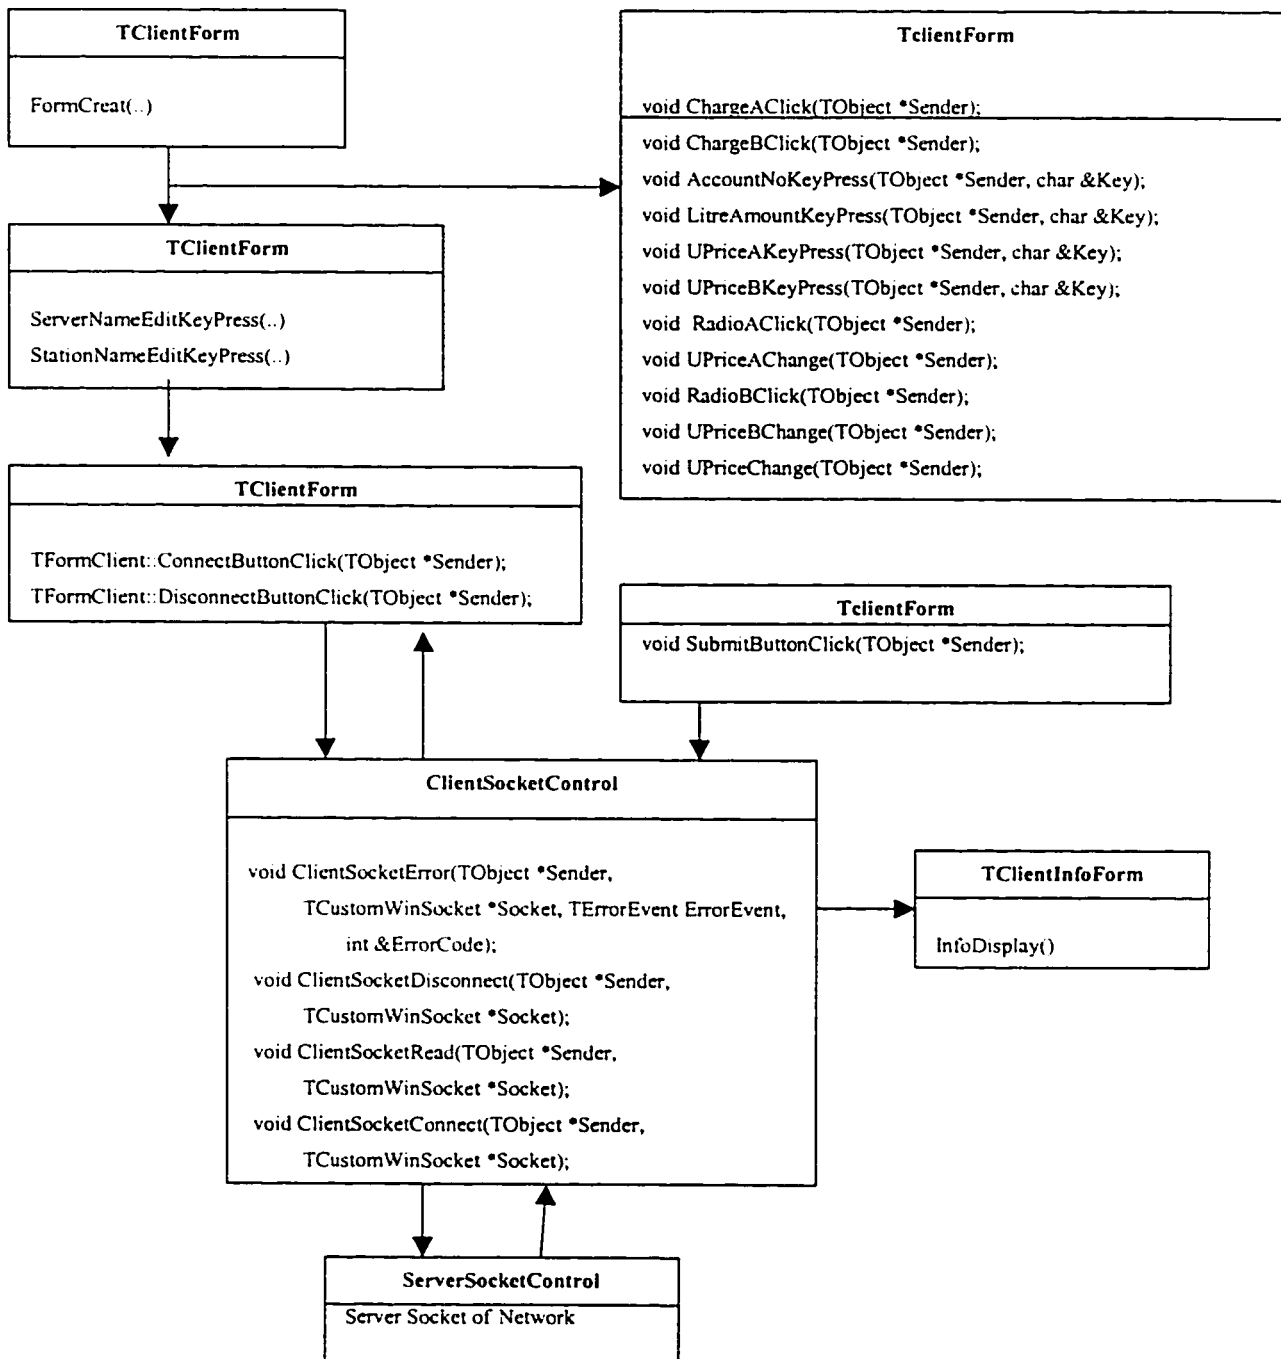 TClientForm
FormCreat(..)
TclientForm
void ChargeAClick(TObject *Sender);
void ChargeBClick(TObject *Sender);
void AccountNoKeyPress(TObject *Sender, char &Key);
void LitreAmountKeyPress(TObject *Sender, char &Key);
void UPriceAKeyPress(TObject *Sender, char &Key);
void UPriceBKeyPress(TObject *Sender, char &Key);
void RadioAClick(TObject *Sender);
void UPriceAChange(TObject *Sender);
void RadioBClick(TObject *Sender);
void UPriceBChange(TObject *Sender);
void UPriceChange(TObject *Sender);
TClientForm
ServerNameEditKeyPress(..)
StationNameEditKeyPress(..)
TClientForm
TFormClient::ConnectButtonClick(TObject *Sender);
TFormClient::DisconnectButtonClick(TObject *Sender);
TclientForm
void SubmitButtonClick(TObject *Sender);
ClientSocketControl
void ClientSocketError(TObject *Sender,
TCustomWinSocket *Socket, TErrorEvent ErrorEvent,
int &ErrorCode);
void ClientSocketDisconnect(TObject *Sender,
TCustomWinSocket *Socket);
void ClientSocketRead(TObject *Sender,
TCustomWinSocket *Socket);
void ClientSocketConnect(TObject *Sender,
TCustomWinSocket *Socket);
TClientInfoForm
InfoDisplay()
ServerSocketControl
Server Socket of Network